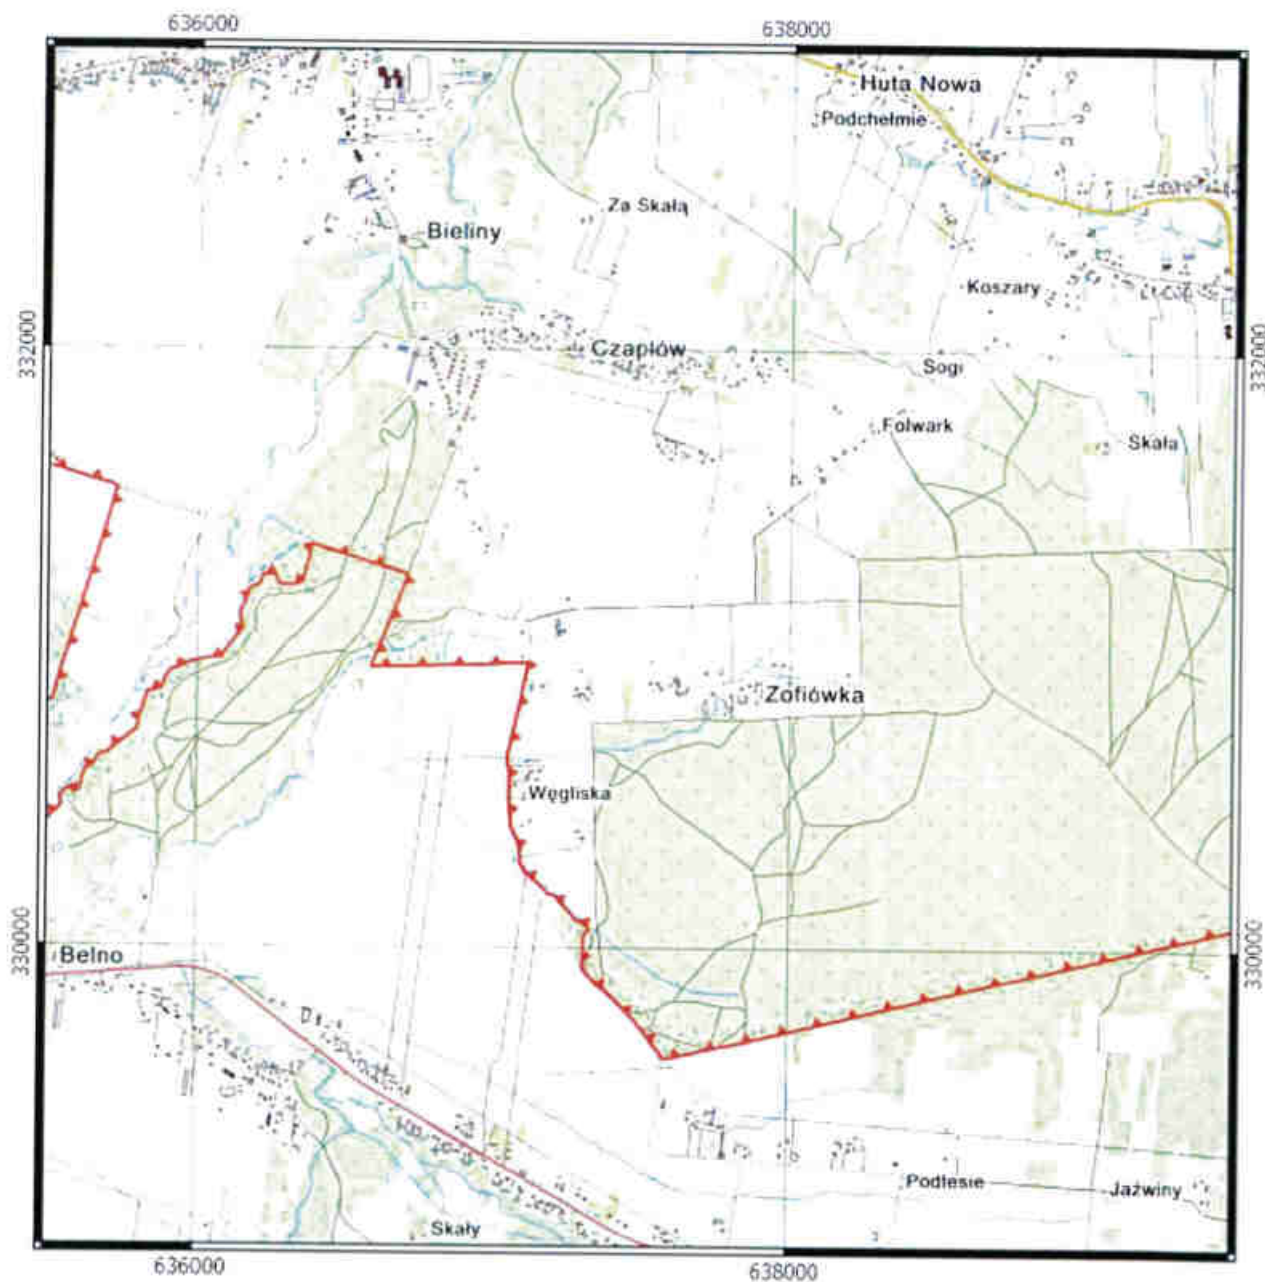 636000
638000
Huta Nowa
Podchełmie
Za Skałą
Bieliny
Koszary
332000
332000
Czaplów
Sogi
Folwark
Skała
Zofiówka
Węgliska
330000
330000
Belno
Podlesie
Jaźwiny
Skały
636000
638000